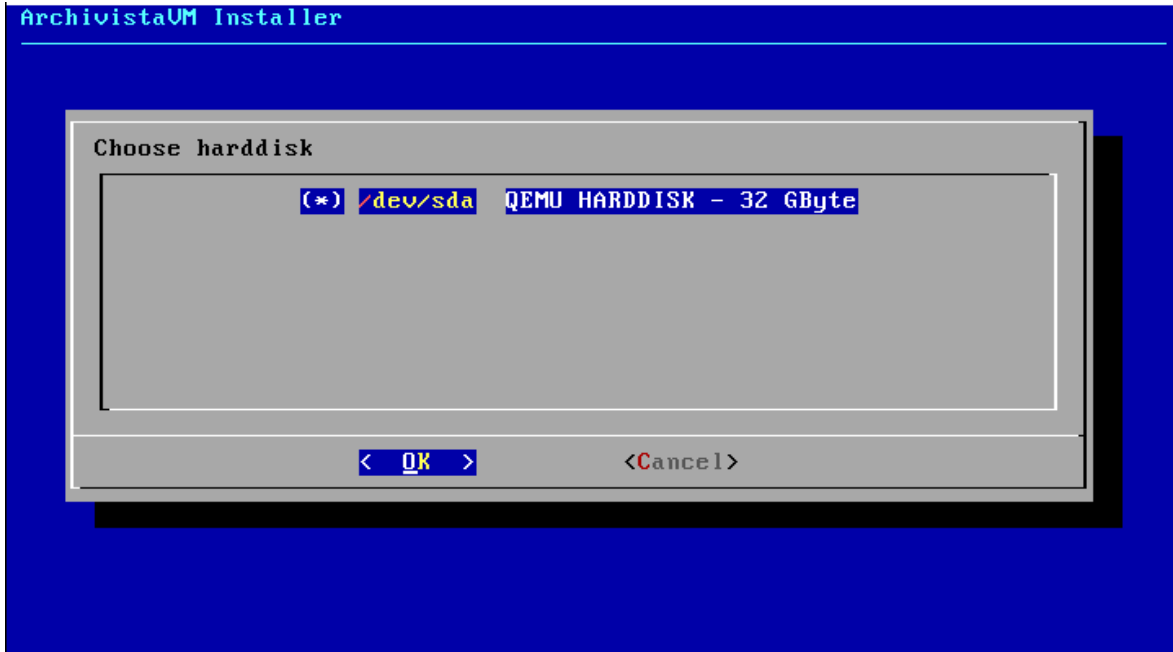 ArchivistaVM Installer
Choose harddisk
(*) /dev/sda QEMU HARDDISK - 32 GByte
< OK > <Cancel>